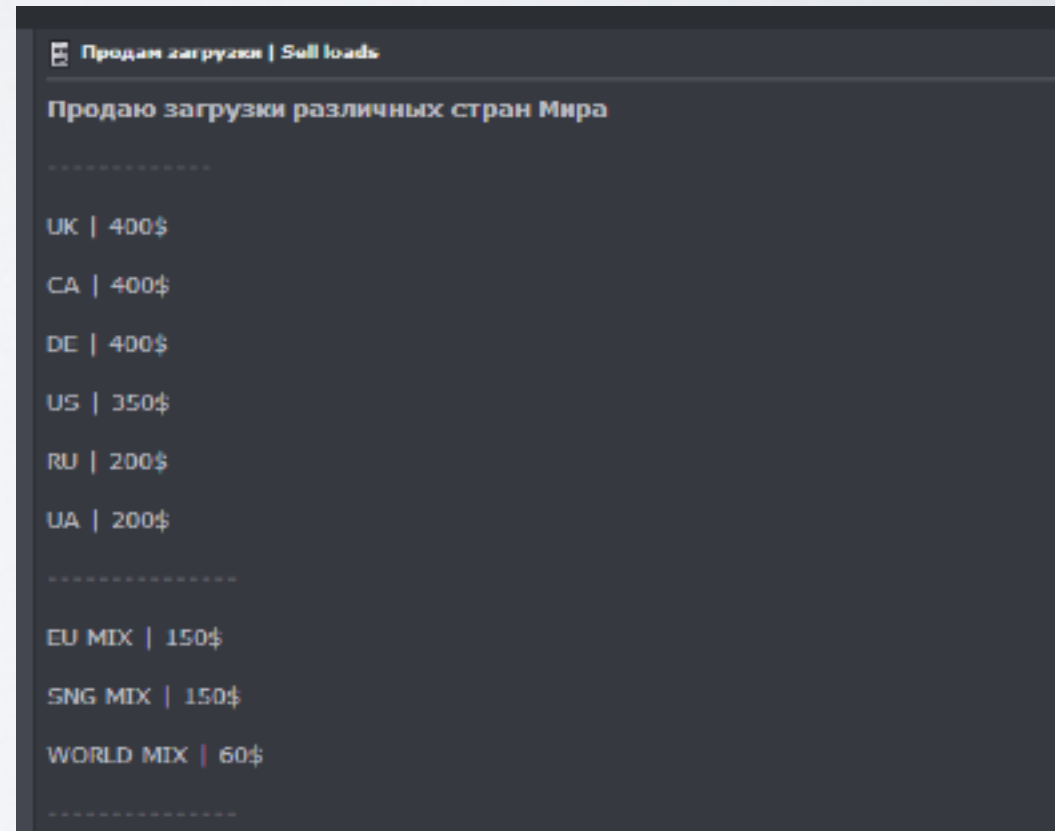 Продам загрузки | Sell loads
Продаю загрузки различных стран Мира
-------------
UK | 400$
CA | 400$
DE | 400$
US | 350$
RU | 200$
UA | 200$
---------------
EU MIX | 150$
SNG MIX | 150$
WORLD MIX | 60$
---------------